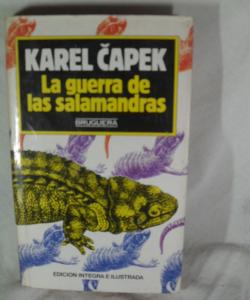 KAREL ČAPEK
La guerra de
las salamandras
BRUGUERA
EDICION INTEGRA E ILUSTRADA